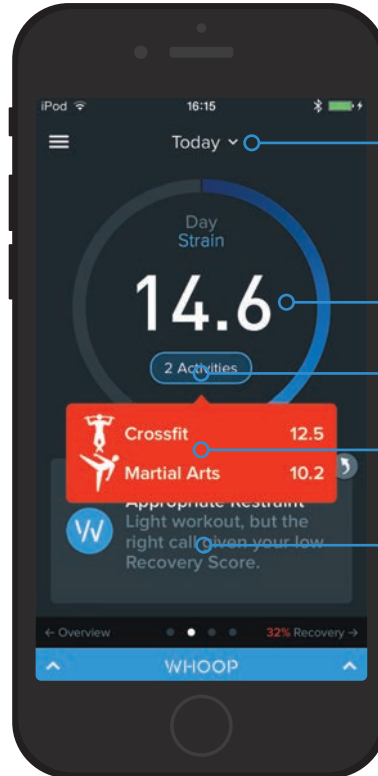 iPod 16:15
Today
Day
Strain
14.6
2 Activities
Crossfit 12.5
Martial Arts 10.2
Appropriate Restraint
Light workout, but the
right call given your low
Recovery Score.
← Overview 32% Recovery →
WHOOP